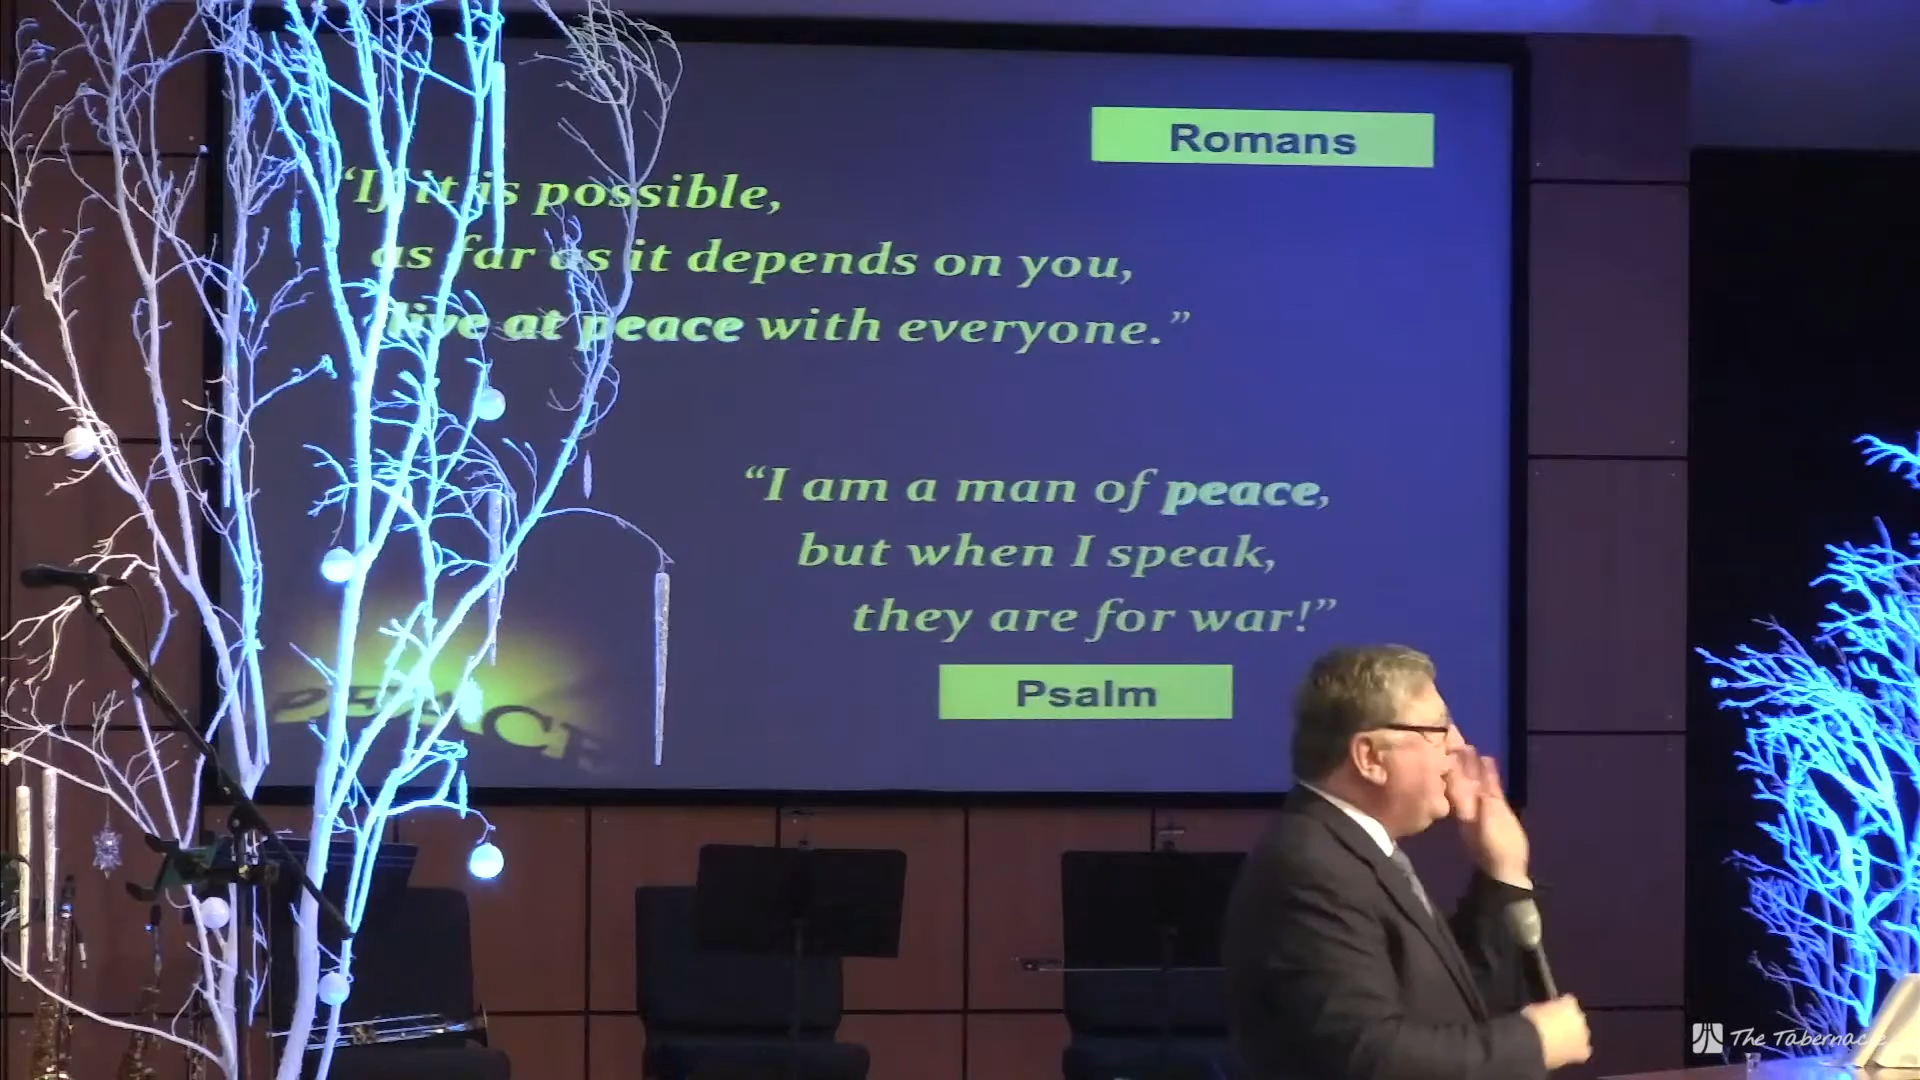 Romans
“If it is possible,
as far as it depends on you,
live at peace with everyone.”
“I am a man of peace,
but when I speak,
they are for war!”
Psalm
PEACE
The Tabernacle